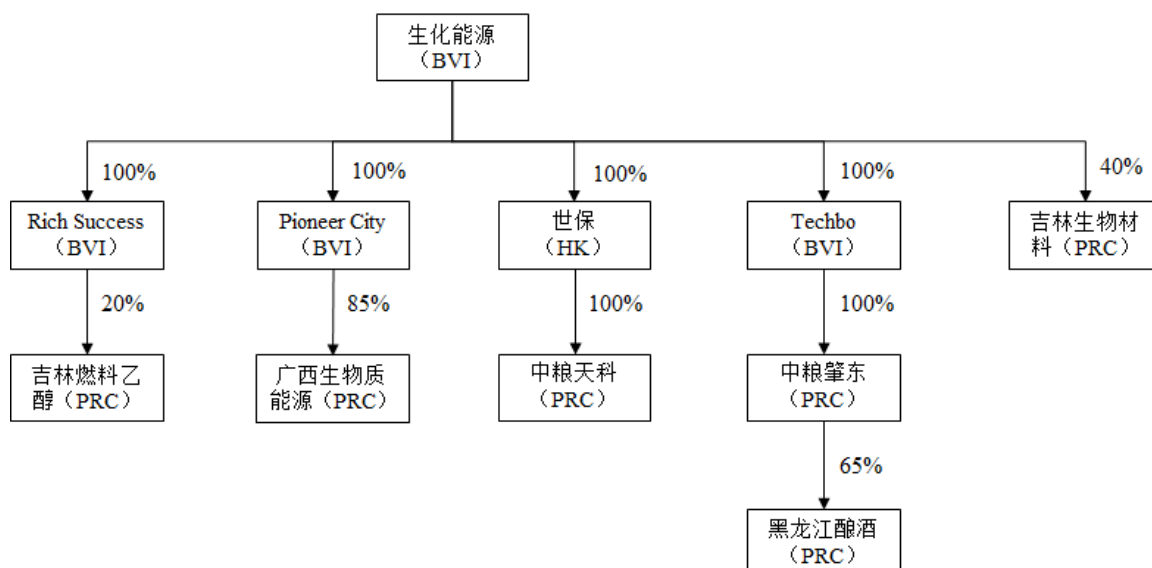 生化能源
（BVI）
100%
100%
100%
100%
40%
Rich Success
（BVI）
Pioneer City
（BVI）
世保
（HK）
Techbo
（BVI）
吉林生物材
料（PRC）
20%
85%
100%
100%
吉林燃料乙
醇（PRC）
广西生物质
能源（PRC）
中粮天科
（PRC）
中粮肇东
（PRC）
65%
黑龙江酿酒
（PRC）